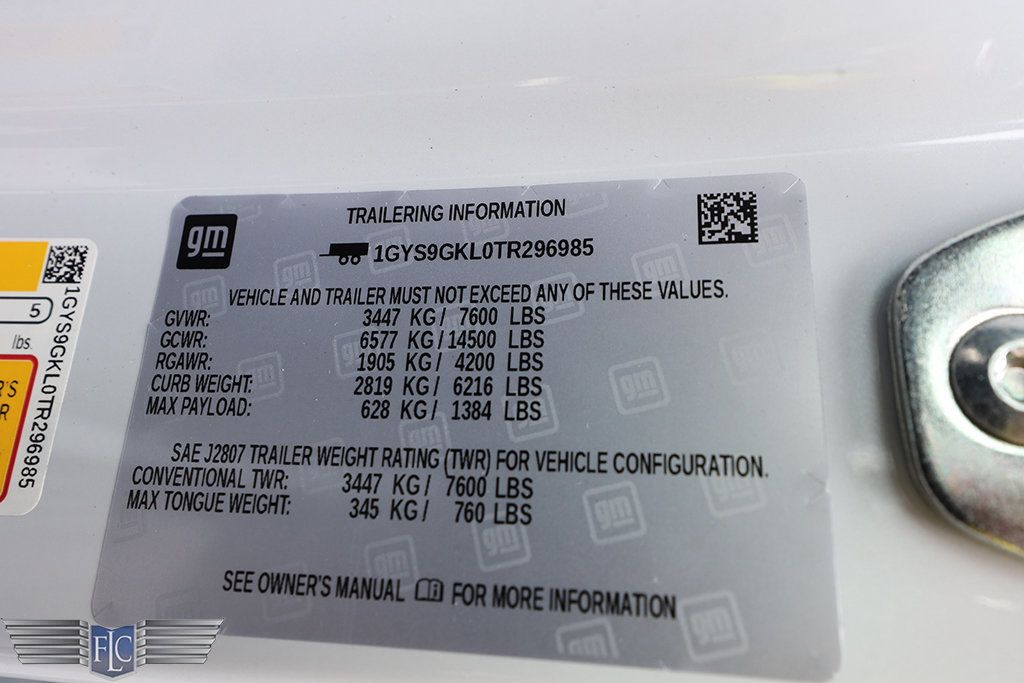 TRAILERING INFORMATION
gm
1GYS9GKL0TR296985
VEHICLE AND TRAILER MUST NOT EXCEED ANY OF THESE VALUES.
GVWR: 3447 KG/ 7600 LBS
GCWR: 6577 KG/14500 LBS
RGAWR: 1905 KG/ 4200 LBS
CURB WEIGHT: 2819 KG/ 6216 LBS
MAX PAYLOAD: 628 KG/ 1384 LBS
SAE J2807 TRAILER WEIGHT RATING (TWR) FOR VEHICLE CONFIGURATION.
CONVENTIONAL TWR: 3447 KG/ 7600 LBS
MAX TONGUE WEIGHT: 345 KG/ 760 LBS
SEE OWNER'S MANUAL FOR MORE INFORMATION
5
lbs.
R'S
R
1GYS9GKL0TR296985
FLC